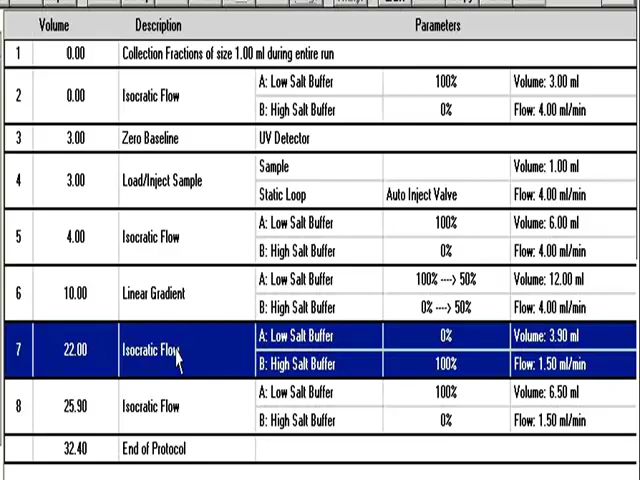 Volume Description Parameters
1 0.00 Collection Fractions of size 1.00 ml during entire run
2 0.00 Isocratic Flow A: Low Salt Buffer 100% Volume: 3.00 ml
B: High Salt Buffer 0% Flow: 4.00 ml/min
3 3.00 Zero Baseline UV Detector
4 3.00 Load/Inject Sample Sample Volume: 1.00 ml
Static Loop Auto Inject Valve Flow: 4.00 ml/min
5 4.00 Isocratic Flow A: Low Salt Buffer 100% Volume: 6.00 ml
B: High Salt Buffer 0% Flow: 4.00 ml/min
6 10.00 Linear Gradient A: Low Salt Buffer 100% ----> 50% Volume: 12.00 ml
B: High Salt Buffer 0% ----> 50% Flow: 4.00 ml/min
7 22.00 Isocratic Flow A: Low Salt Buffer 0% Volume: 3.90 ml
B: High Salt Buffer 100% Flow: 1.50 ml/min
8 25.90 Isocratic Flow A: Low Salt Buffer 100% Volume: 6.50 ml
B: High Salt Buffer 0% Flow: 1.50 ml/min
32.40 End of Protocol